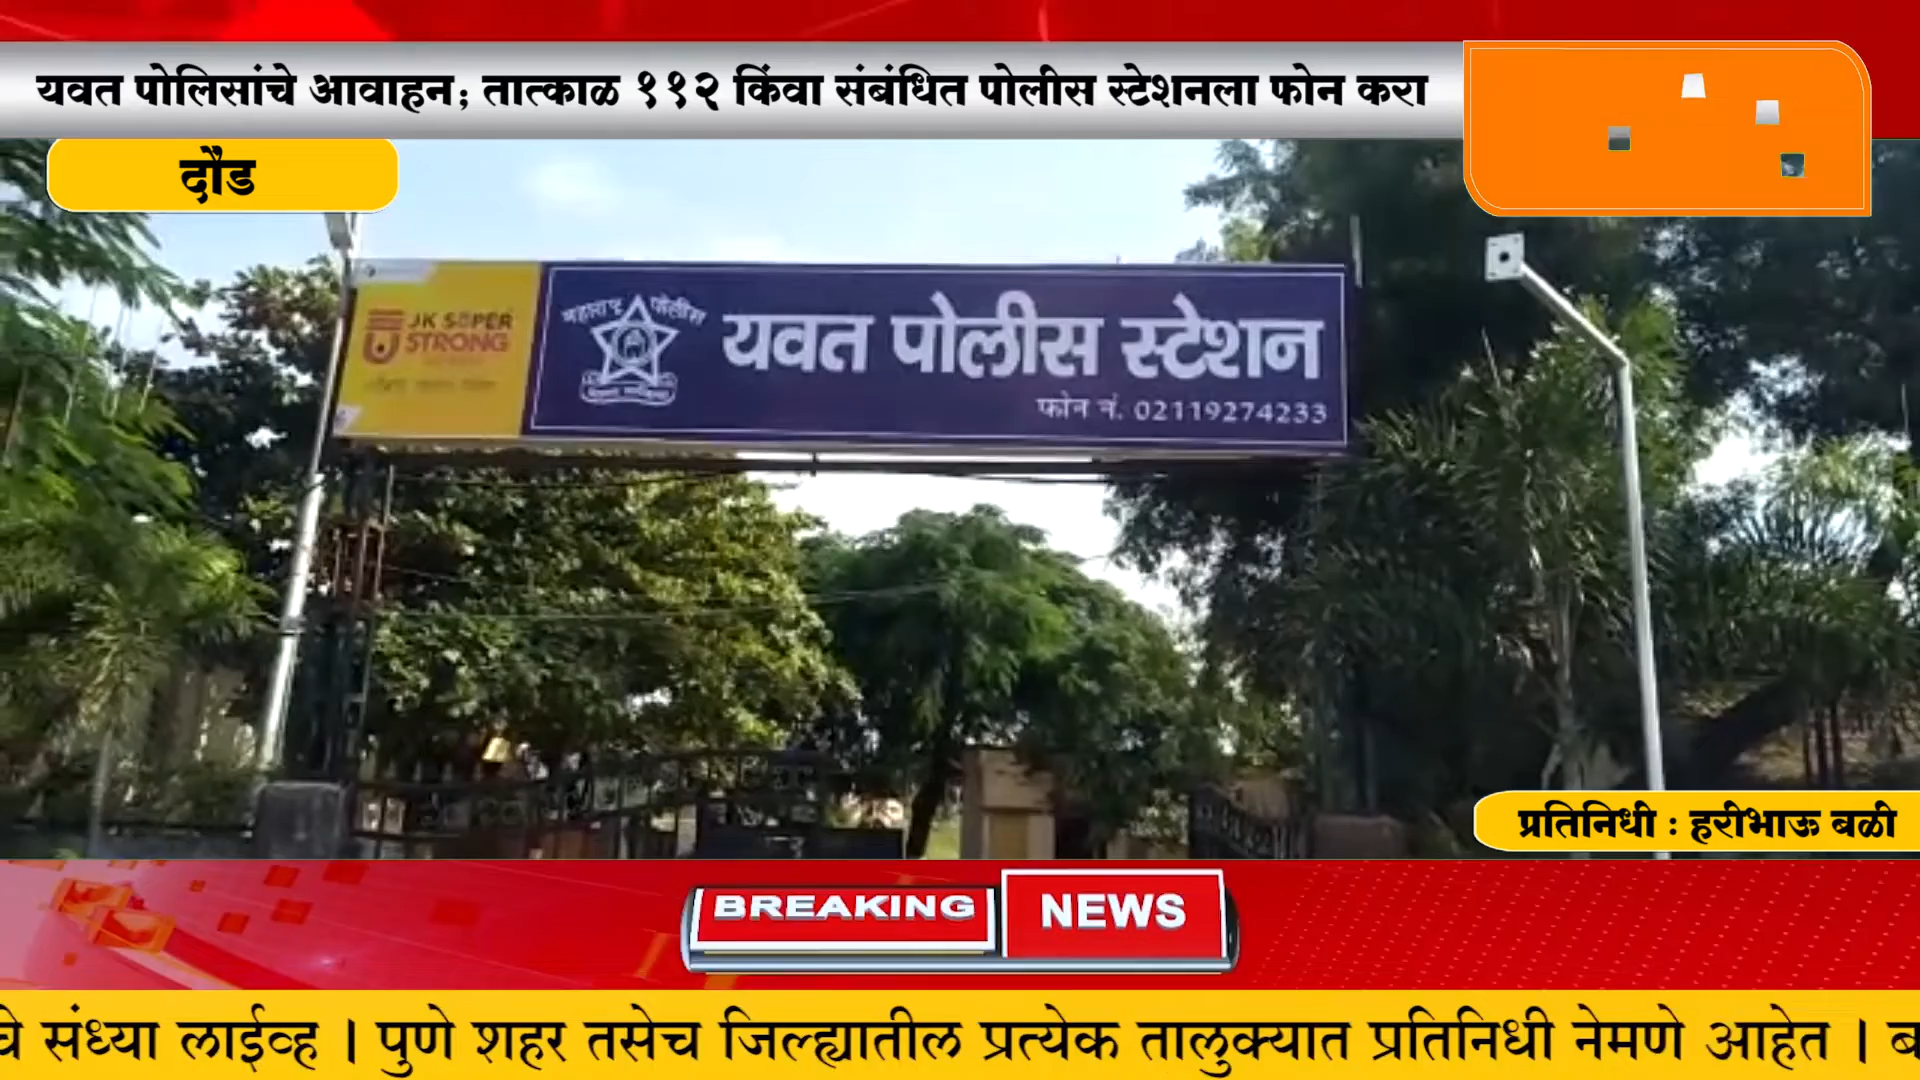 यवत पोलिसांचे आवाहन; तात्काळ ११२ किंवा संबंधित पोलीस स्टेशनला फोन करा
दौंड
JK SUPER
STRONG
महाराष्ट्र पोलीस
यवत पोलीस स्टेशन
फोन नं. 02119274233
प्रतिनिधी : हरीभाऊ बळी
BREAKING NEWS
संध्या लाईव्ह | पुणे शहर तसेच जिल्ह्यातील प्रत्येक तालुक्यात प्रतिनिधी नेमणे आहेत |